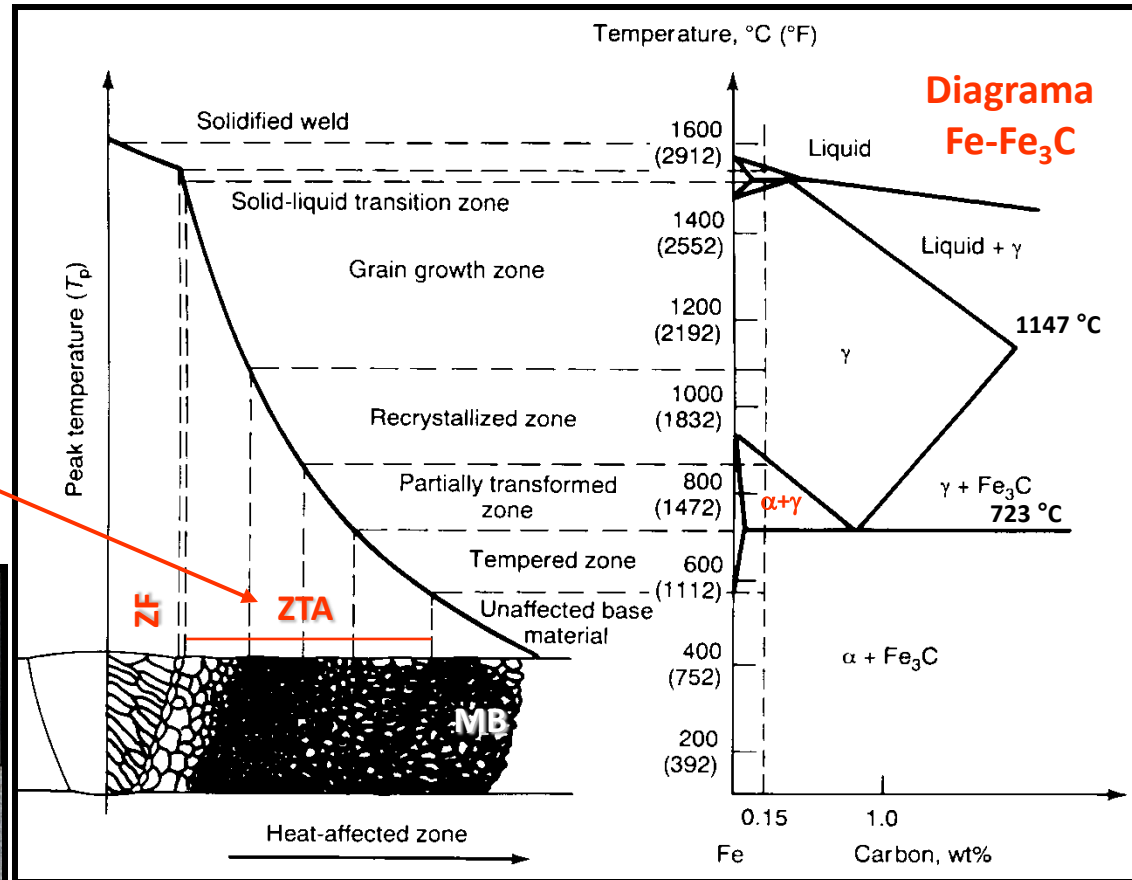 Temperature, °C (°F)
Diagrama
Fe-Fe₃C
Solidified weld
1600
(2912)
Liquid
Solid-liquid transition zone
1400
(2552)
Liquid + γ
Grain growth zone
1200
(2192)
1147 °C
Peak temperature (Tₚ)
γ
1000
(1832)
Recrystallized zone
Partially transformed
zone
800
(1472)
α+γ
γ + Fe₃C
723 °C
Tempered zone
600
(1112)
ZF
ZTA
Unaffected base
material
400
(752)
α + Fe₃C
MB
200
(392)
Heat-affected zone
0.15
1.0
Fe
Carbon, wt%